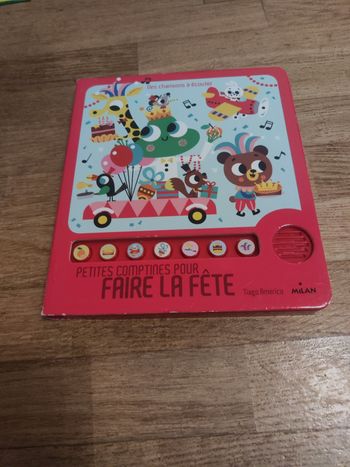 Des chansons à écouter
PETITES COMPTINES POUR
FAIRE LA FÊTE
Tiago Americo
MiLAN